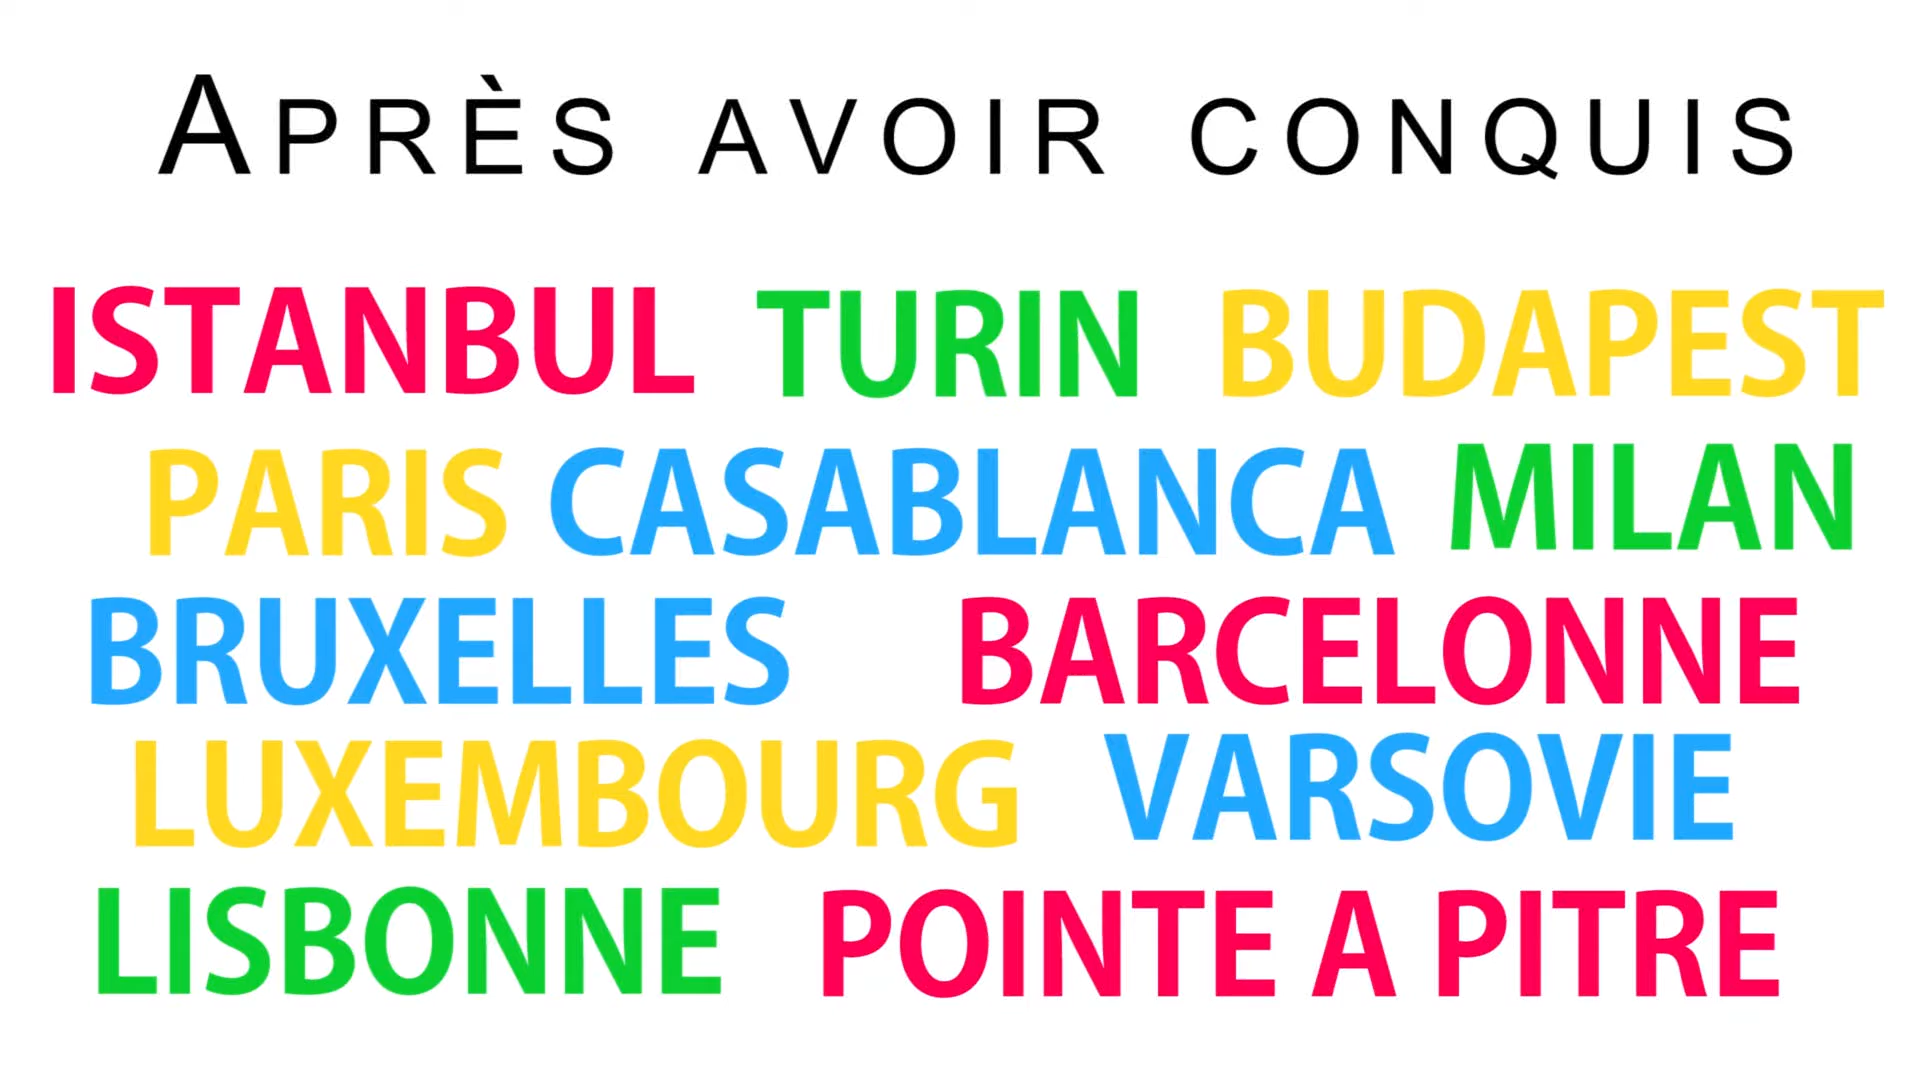 APRÈS AVOIR CONQUIS
ISTANBUL TURIN BUDAPEST
PARIS CASABLANCA MILAN
BRUXELLES BARCELONNE
LUXEMBOURG VARSOVIE
LISBONNE POINTE A PITRE